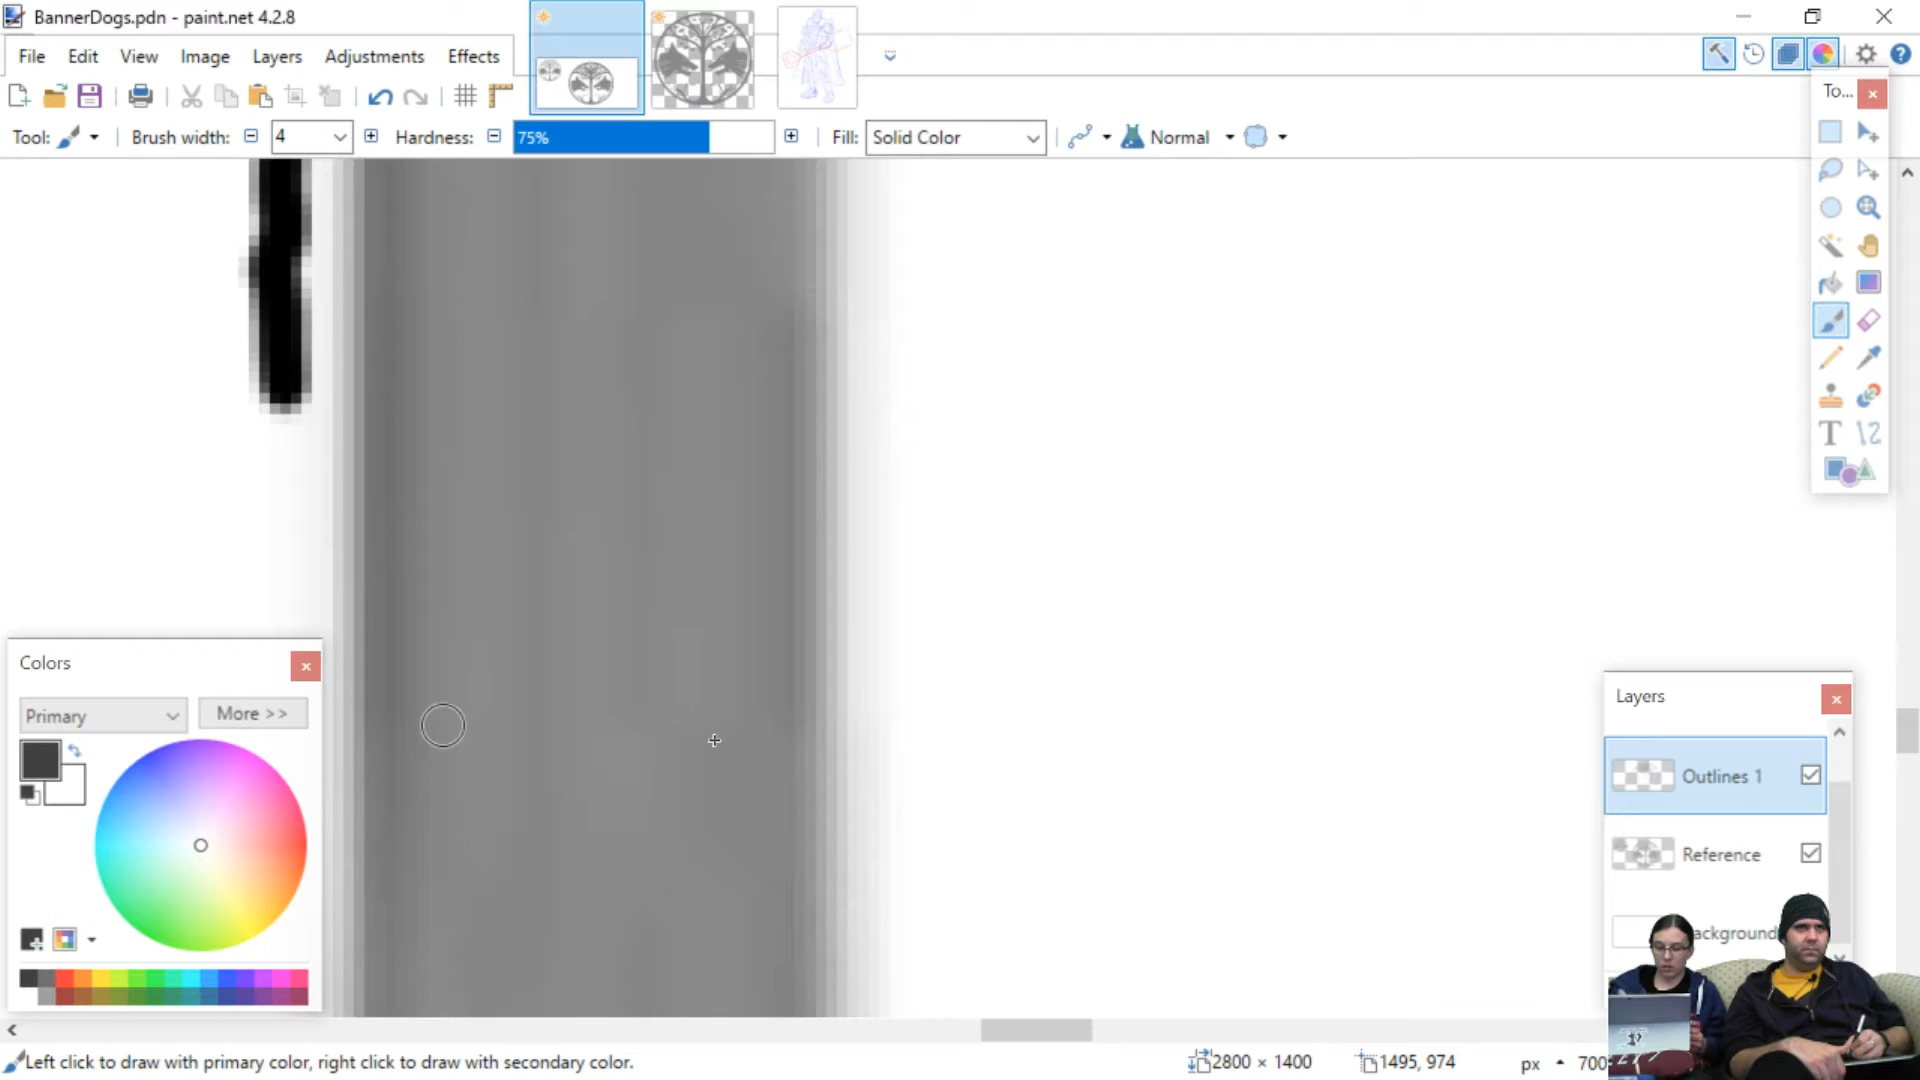 BannerDogs.pdn - paint.net 4.2.8
File Edit View Image Layers Adjustments Effects
Tool: Brush width: 4 Hardness: 75% Fill: Solid Color Normal
To...
T
Colors
Primary More >>
Layers
Outlines 1
Reference
ackground
Left click to draw with primary color, right click to draw with secondary color. 2800 × 1400 1495, 974 px 700